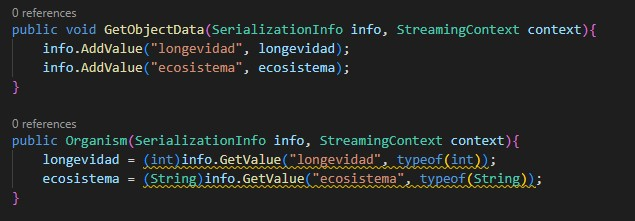 0 references
public void GetObjectData(SerializationInfo info, StreamingContext context){
info.AddValue("longevidad", longevidad);
info.AddValue("ecosistema", ecosistema);
}
0 references
public Organism(SerializationInfo info, StreamingContext context){
longevidad = (int)info.GetValue("longevidad", typeof(int));
ecosistema = (String)info.GetValue("ecosistema", typeof(String));
}